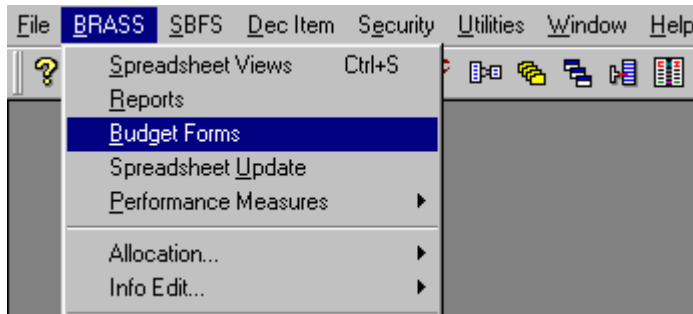 File BRASS SBFS Dec Item Security Utilities Window Help
Spreadsheet Views Ctrl+S
Reports
Budget Forms
Spreadsheet Update
Performance Measures
Allocation...
Info Edit...